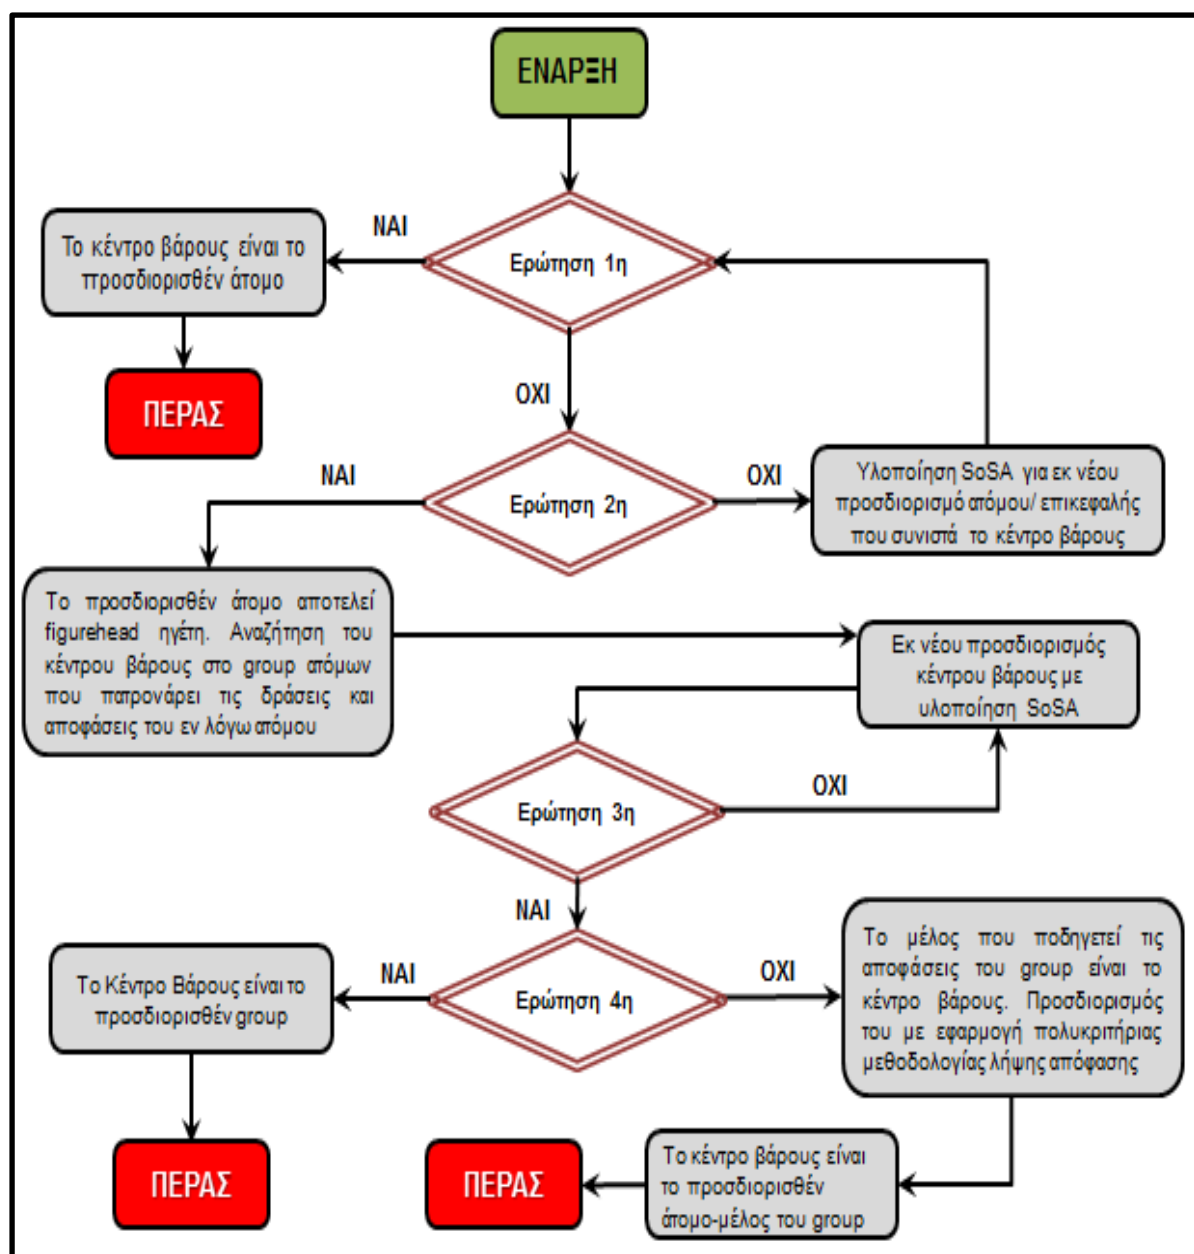 ΕΝΑΡΞΗ
ΝΑΙ
Το κέντρο βάρους είναι το
προσδιορισθέν άτομο
Ερώτηση 1η
ΠΕΡΑΣ
ΟΧΙ
ΝΑΙ
Ερώτηση 2η
ΟΧΙ
Υλοποίηση SoSA για εκ νέου
προσδιορισμό ατόμου/ επικεφαλής
που συνιστά το κέντρο βάρους
Το προσδιορισθέν άτομο αποτελεί
figurehead ηγέτη. Αναζήτηση του
κέντρου βάρους στο group ατόμων
που πατρονάρει τις δράσεις και
αποφάσεις του εν λόγω ατόμου
Εκ νέου προσδιορισμός
κέντρου βάρους με
υλοποίηση SoSA
Ερώτηση 3η
ΟΧΙ
ΝΑΙ
Το Κέντρο Βάρους είναι το
προσδιορισθέν group
ΝΑΙ
Ερώτηση 4η
ΟΧΙ
Το μέλος που ποδηγετεί τις
αποφάσεις του group είναι το
κέντρο βάρους. Προσδιορισμός
του με εφαρμογή πολυκριτήριας
μεθοδολογίας λήψης απόφασης
ΠΕΡΑΣ
ΠΕΡΑΣ
Το κέντρο βάρους είναι
το προσδιορισθέν
άτομο-μέλος του group